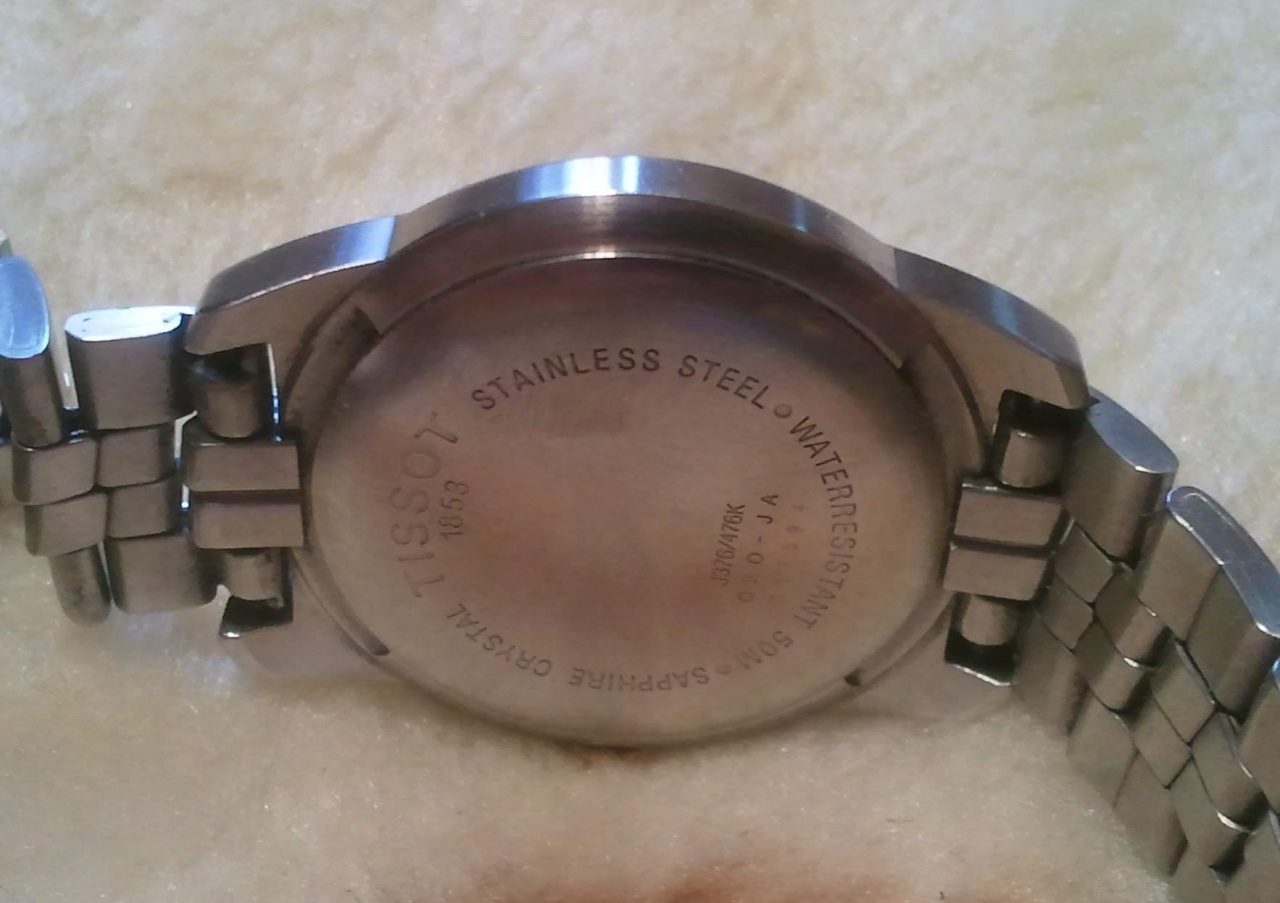 TISSOT
1853
STAINLESS STEEL
WATERRESISTANT 50M
SAPPHIRE CRYSTAL
J376/476K